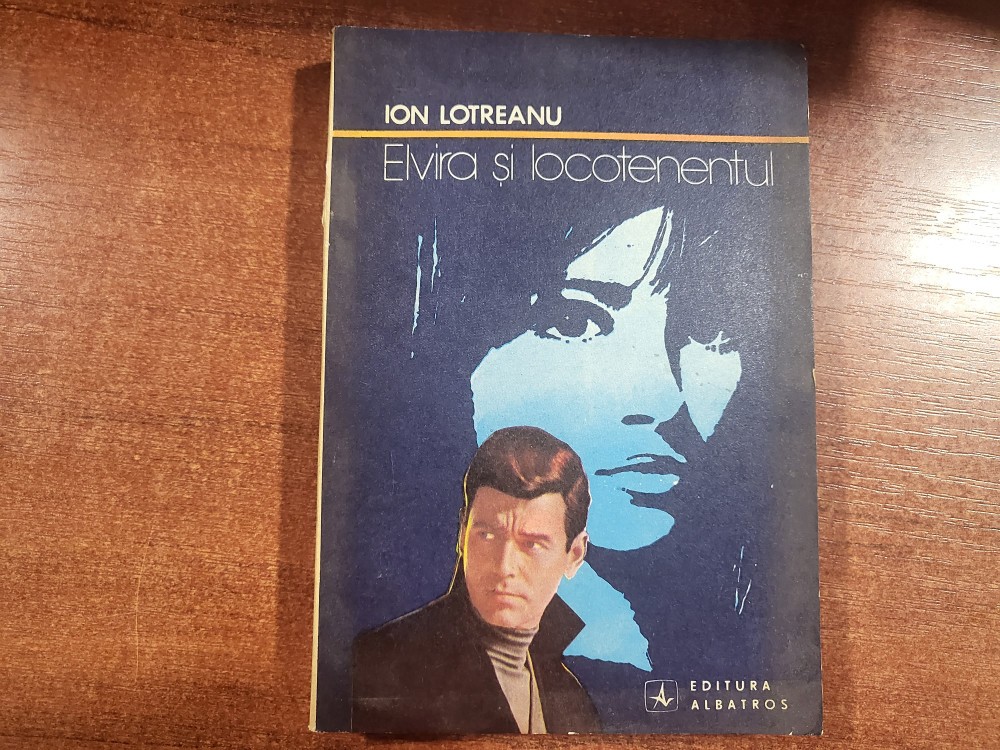 ION LOTREANU
Elvira și locotenentul
EDITURA
ALBATROS